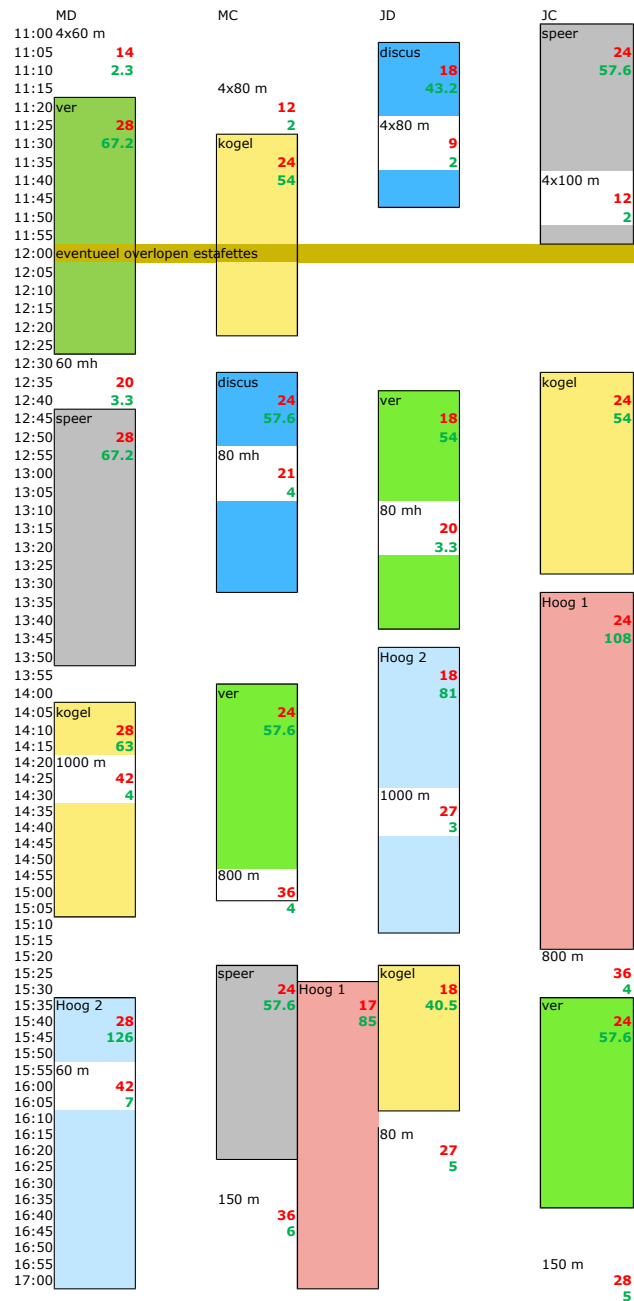 MD MC JD JC
11:00 4x60 m speer
11:05 14 discus 24
11:10 2.3 18 57.6
11:15 4x80 m 43.2
11:20 ver 12
11:25 28 2 4x80 m
11:30 67.2 kogel 9
11:35 24 2
11:40 54 4x100 m
11:45 12
11:50 2
11:55
12:00 eventueel overlopen estafettes
12:05
12:10
12:15
12:20
12:25
12:30 60 mh
12:35 20 discus kogel
12:40 3.3 24 ver 24
12:45 speer 57.6 18 54
12:50 28 54
12:55 67.2 80 mh
13:00 21
13:05 4
13:10 80 mh
13:15 20
13:20 3.3
13:25
13:30
13:35 Hoog 1
13:40 24
13:45 108
13:50 Hoog 2
13:55 18
14:00 ver 81
14:05 kogel 24
14:10 28 57.6
14:15 63
14:20 1000 m
14:25 42
14:30 4 1000 m
14:35 27
14:40 3
14:45
14:50
14:55 800 m
15:00 36
15:05 4
15:10
15:15
15:20 800 m
15:25 speer kogel 36
15:30 24 Hoog 1 18 4
15:35 Hoog 2 57.6 17 40.5 ver
15:40 28 85 24
15:45 126 57.6
15:50
15:55 60 m
16:00 42
16:05 7
16:10
16:15 80 m
16:20 27
16:25 5
16:30
16:35 150 m
16:40 36
16:45 6
16:50
16:55 150 m
17:00 28
5